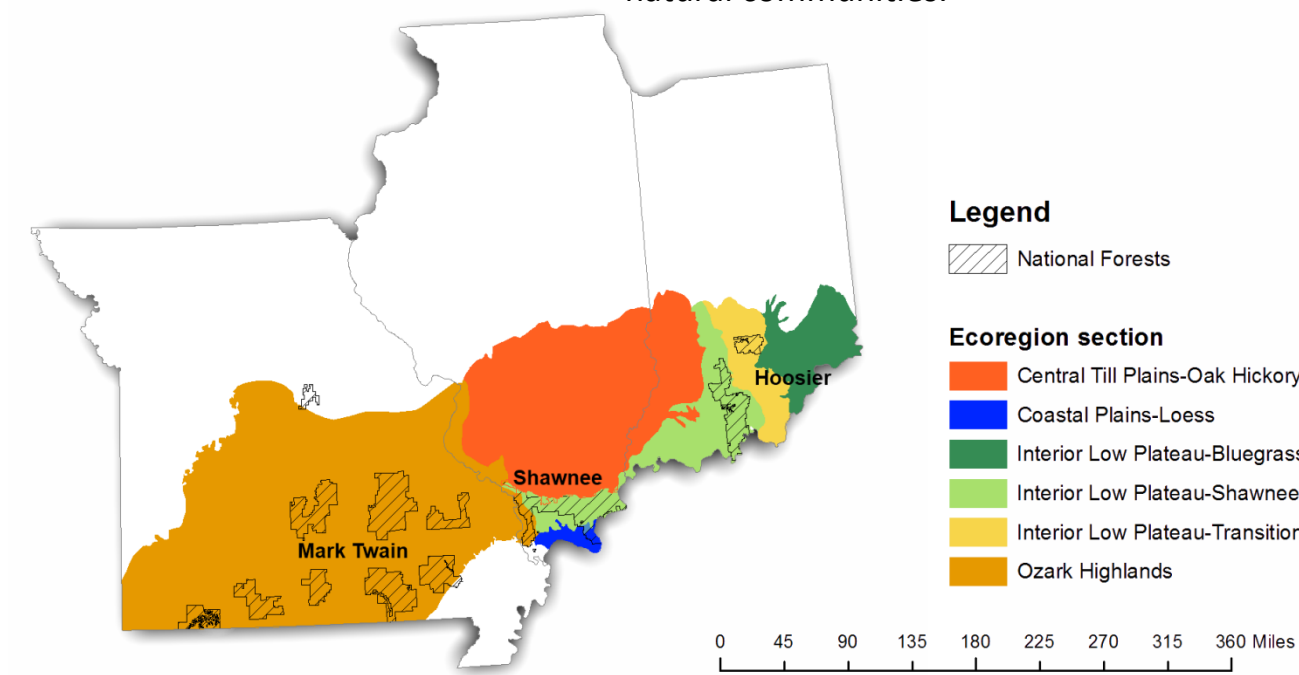 natural communities.
Hoosier
Shawnee
Mark Twain
Legend
National Forests
Ecoregion section
Central Till Plains-Oak Hickory
Coastal Plains-Loess
Interior Low Plateau-Bluegrass
Interior Low Plateau-Shawnee
Interior Low Plateau-Transition
Ozark Highlands
0 45 90 135 180 225 270 315 360 Miles